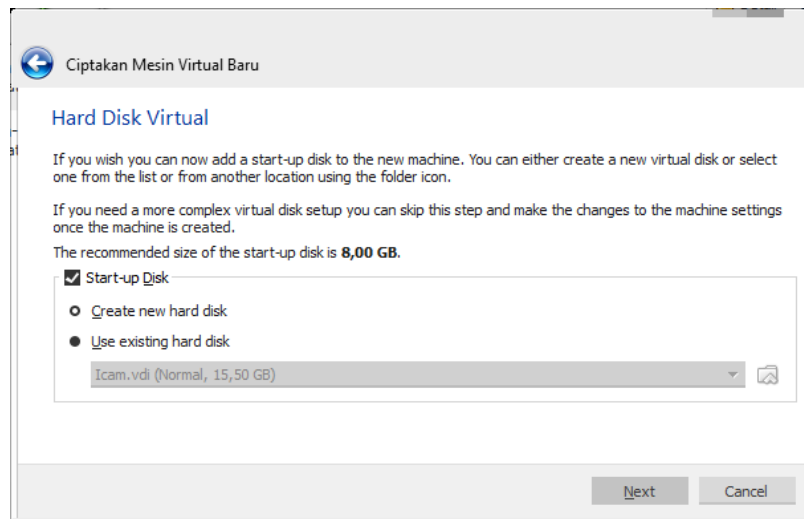 Ciptakan Mesin Virtual Baru
Hard Disk Virtual
If you wish you can now add a start-up disk to the new machine. You can either create a new virtual disk or select
one from the list or from another location using the folder icon.
If you need a more complex virtual disk setup you can skip this step and make the changes to the machine settings
once the machine is created.
The recommended size of the start-up disk is 8,00 GB.
Start-up Disk
Create new hard disk
Use existing hard disk
Icam.vdi (Normal, 15,50 GB)
Next Cancel